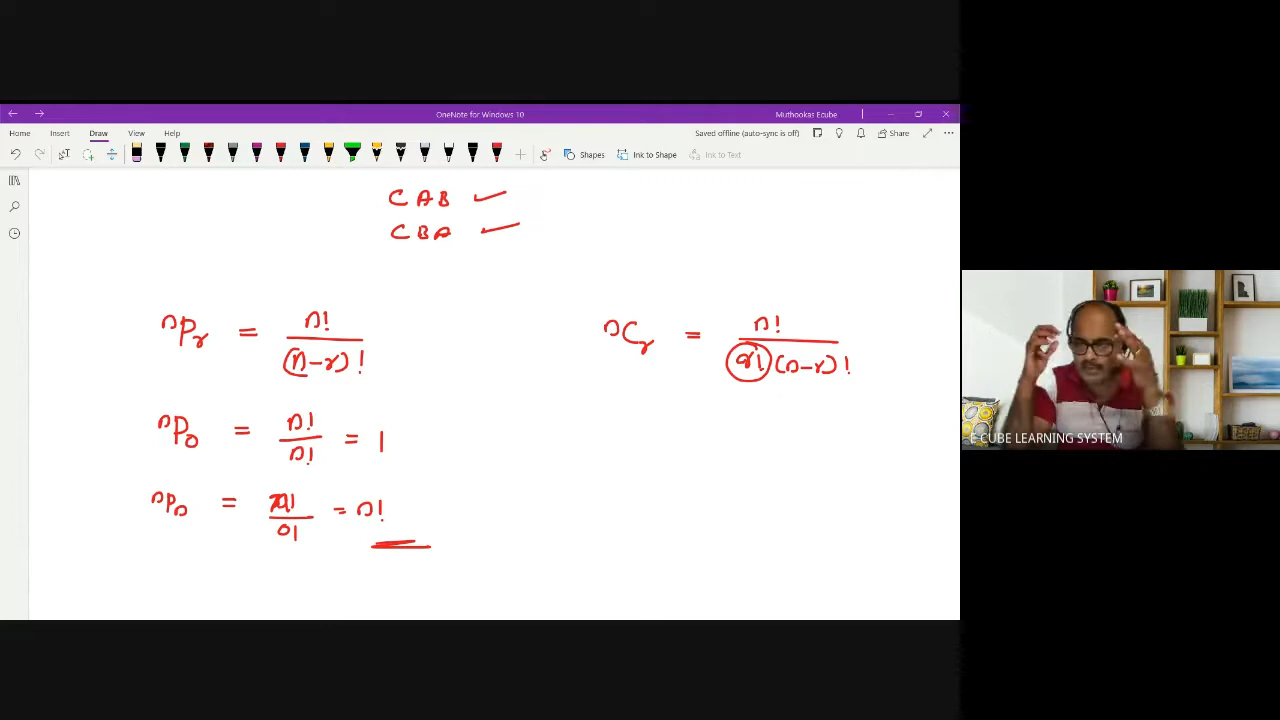 OneNote for Windows 10
Muthookas Ecube
Home Insert Draw View Help
Saved offline (auto-sync is off)
Share
Shapes
Ink to Shape
Ink to Text
CAB ✓
CBA ✓
nPr = n! / (n-r)!
nCr = n! / r!(n-r)!
nP0 = n! / n! = 1
nPn = n! / 0! = n!
E CUBE LEARNING SYSTEM